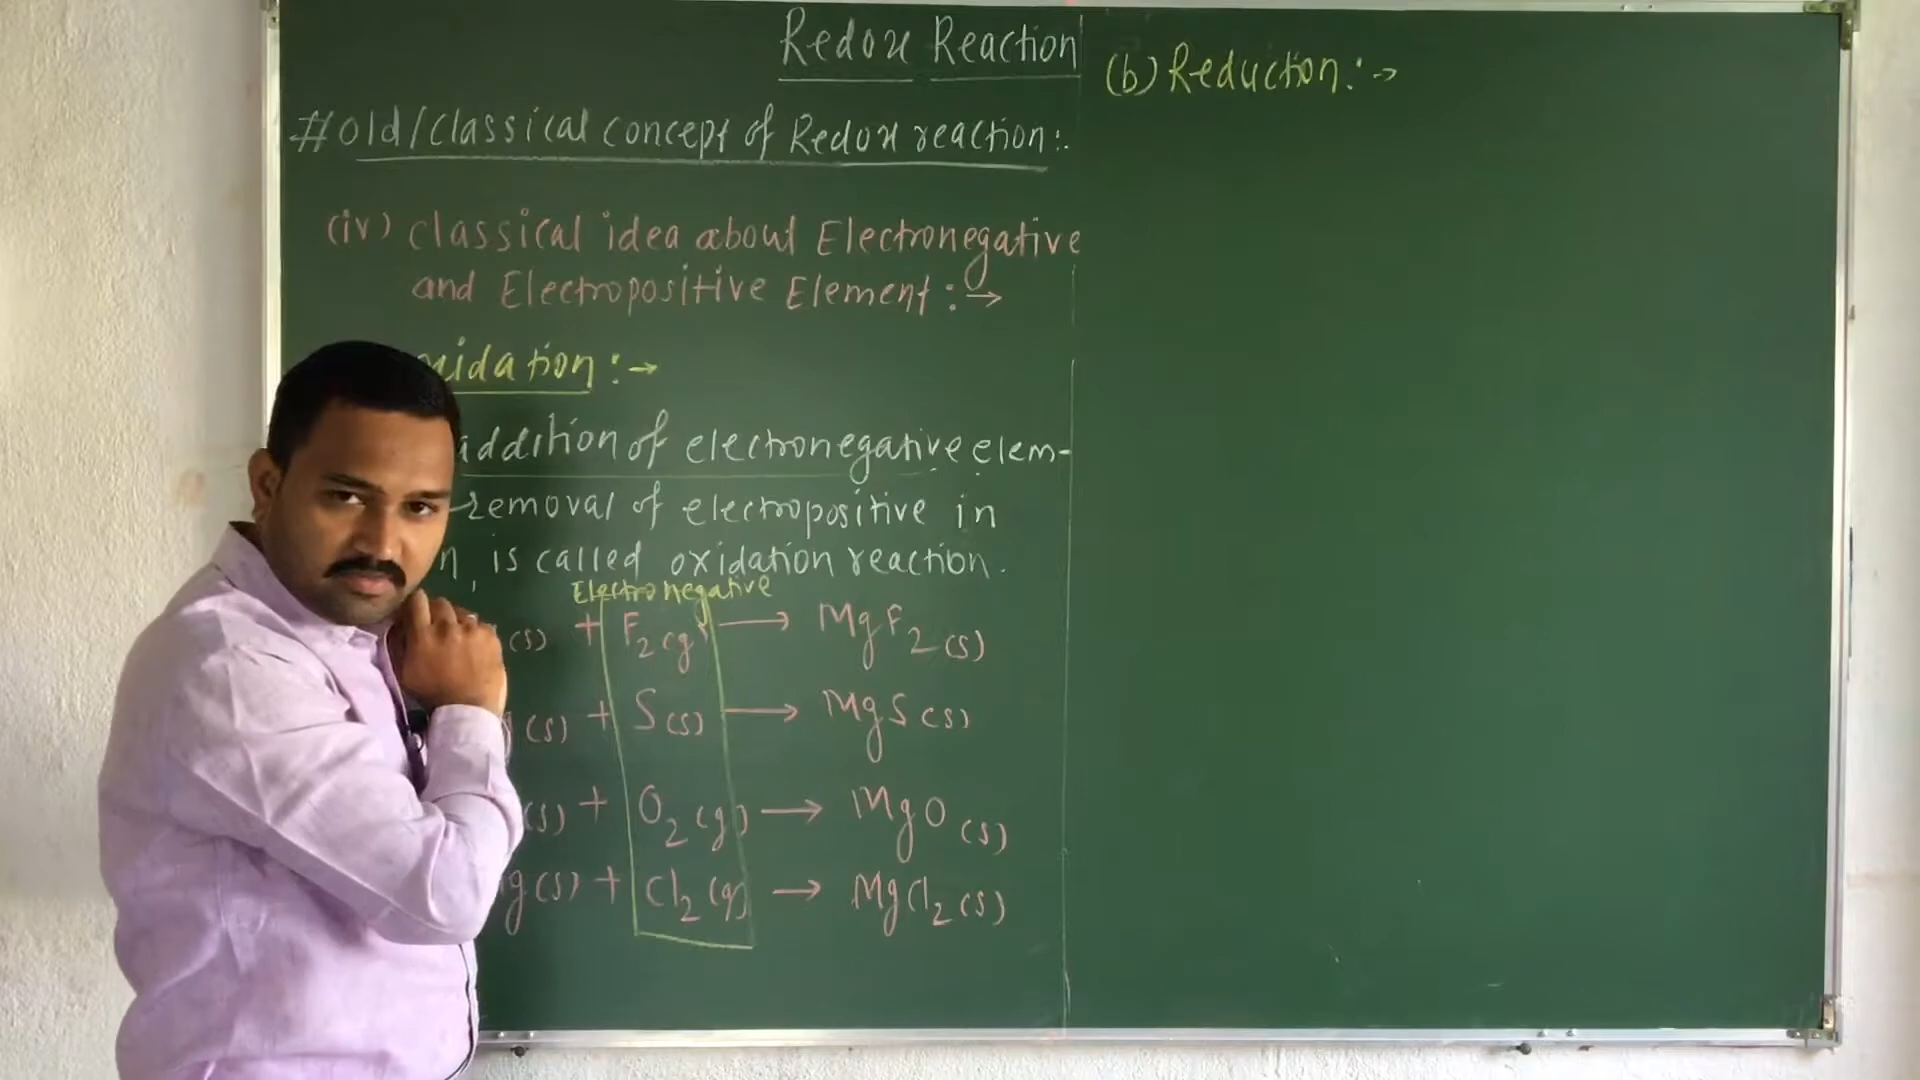 Redox Reaction
#old/classical concept of Redox reaction:.
(iv) classical idea about Electronegative
and Electropositive Element :→
idation :→
addition of electronegative elem-
removal of electropositive in
n, is called oxidation reaction.
Electronegative
(s) + F2(g) → MgF2(s)
(s) + S(s) → MgS(s)
(s) + O2(g) → MgO(s)
g(s) + Cl2(g) → MgCl2(s)
(b) Reduction :→